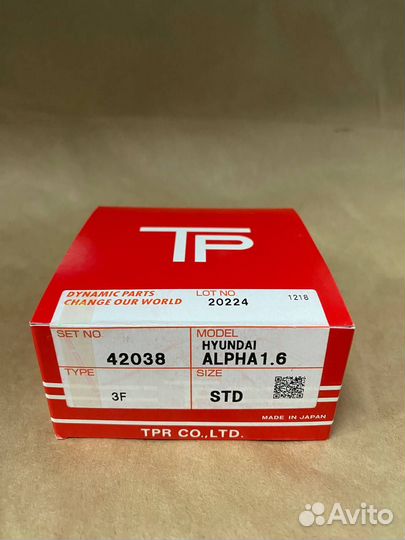 TP
DYNAMIC PARTS
CHANGE OUR WORLD
LOT NO
20224
1218
SET NO
42038
MODEL
HYUNDAI
ALPHA1.6
TYPE
3F
SIZE
STD
MADE IN JAPAN
TPR CO.,LTD.
Avito